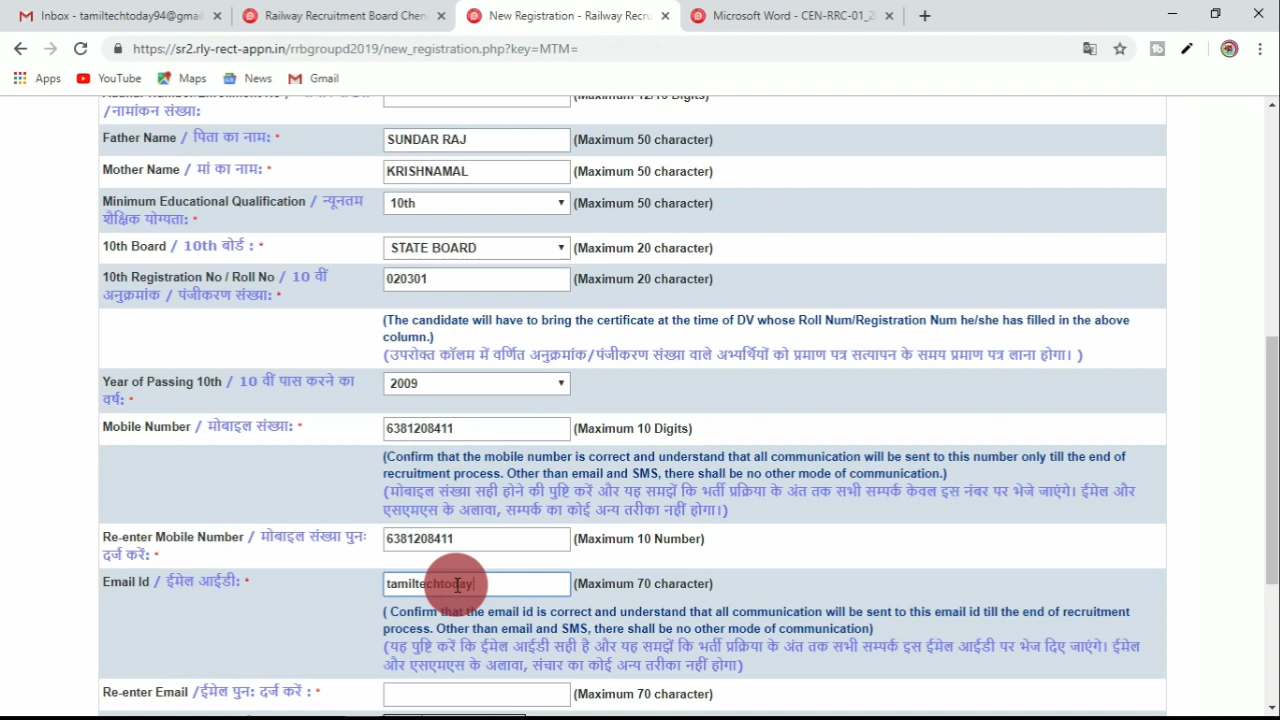 Inbox - tamiltechtoday94@gmai
Railway Recruitment Board Chen
New Registration - Railway Recru
Microsoft Word - CEN-RRC-01_2
https://sr2.rly-rect-appn.in/rrbgroupd2019/new_registration.php?key=MTM=
Apps YouTube Maps News Gmail
/नामांकन संख्या:
Father Name / पिता का नाम: * SUNDAR RAJ (Maximum 50 character)
Mother Name / मां का नाम: * KRISHNAMAL (Maximum 50 character)
Minimum Educational Qualification / न्यूनतम
शैक्षिक योग्यता: * 10th (Maximum 50 character)
10th Board / 10th बोर्ड : * STATE BOARD (Maximum 20 character)
10th Registration No / Roll No / 10 वीं
अनुक्रमांक / पंजीकरण संख्या: * 020301 (Maximum 20 character)
(The candidate will have to bring the certificate at the time of DV whose Roll Num/Registration Num he/she has filled in the above
column.)
(उपरोक्त कॉलम में वर्णित अनुक्रमांक/पंजीकरण संख्या वाले अभ्यर्थियों को प्रमाण पत्र सत्यापन के समय प्रमाण पत्र लाना होगा। )
Year of Passing 10th / 10 वीं पास करने का
वर्ष: * 2009
Mobile Number / मोबाइल संख्या: * 6381208411 (Maximum 10 Digits)
(Confirm that the mobile number is correct and understand that all communication will be sent to this number only till the end of
recruitment process. Other than email and SMS, there shall be no other mode of communication.)
(मोबाइल संख्या सही होने की पुष्टि करें और यह समझें कि भर्ती प्रक्रिया के अंत तक सभी सम्पर्क केवल इस नंबर पर भेजे जाएंगे। ईमेल और
एसएमएस के अलावा, सम्पर्क का कोई अन्य तरीका नहीं होगा।)
Re-enter Mobile Number / मोबाइल संख्या पुनः
दर्ज करें: * 6381208411 (Maximum 10 Number)
Email Id / ईमेल आईडी: * tamiltechtoday (Maximum 70 character)
( Confirm that the email id is correct and understand that all communication will be sent to this email id till the end of recruitment
process. Other than email and SMS, there shall be no other mode of communication)
(यह पुष्टि करें कि ईमेल आईडी सही है और यह समझें कि भर्ती प्रक्रिया के अंत तक सभी सम्पर्क इस ईमेल आईडी पर भेज दिए जाएंगे। ईमेल
और एसएमएस के अलावा, संचार का कोई अन्य तरीका नहीं होगा)
Re-enter Email /ईमेल पुन: दर्ज करें : * (Maximum 70 character)